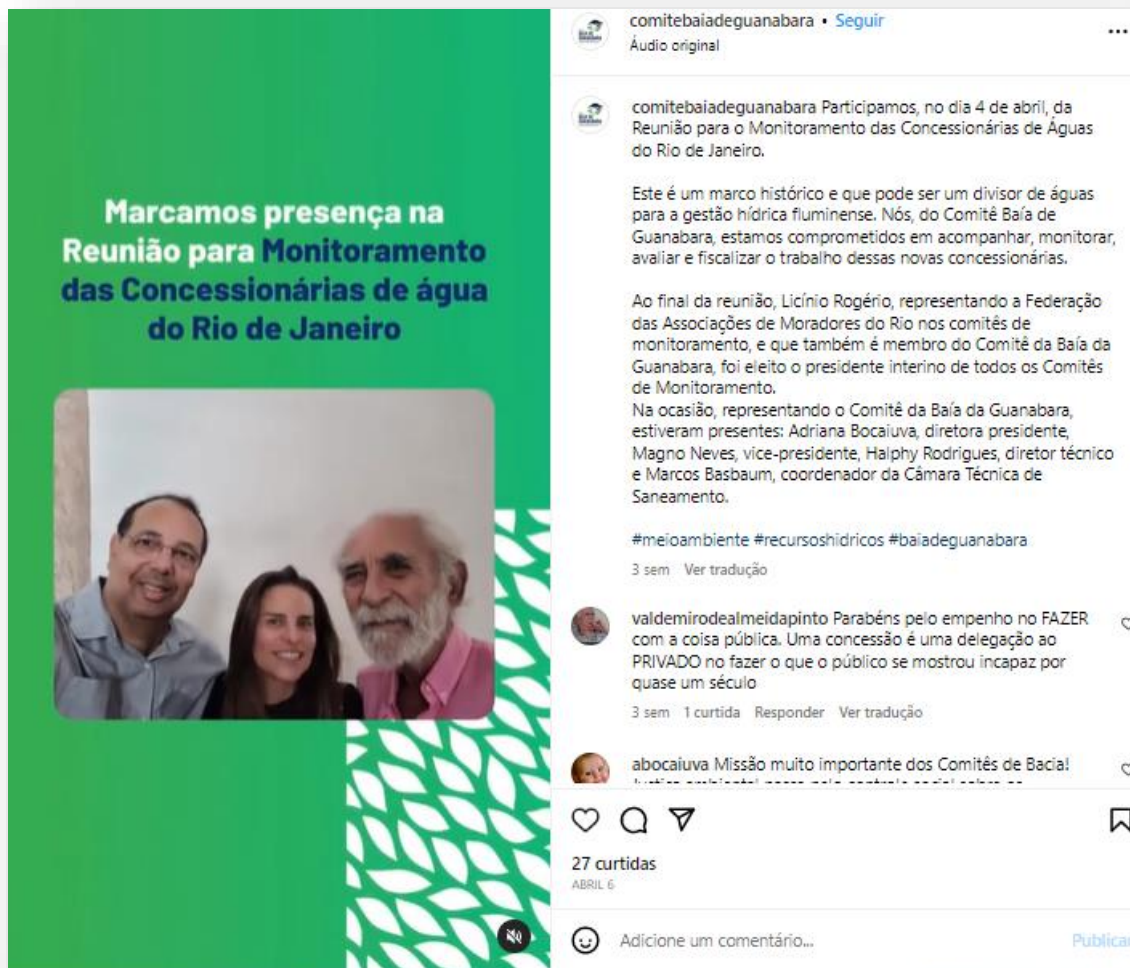 Marcamos presença na
Reunião para Monitoramento
das Concessionárias de água
do Rio de Janeiro
comitebaiadeguanabara • Seguir
Áudio original
comitebaiadeguanabara Participamos, no dia 4 de abril, da
Reunião para o Monitoramento das Concessionárias de Águas
do Rio de Janeiro.
Este é um marco histórico e que pode ser um divisor de águas
para a gestão hídrica fluminense. Nós, do Comitê Baía de
Guanabara, estamos comprometidos em acompanhar, monitorar,
avaliar e fiscalizar o trabalho dessas novas concessionárias.
Ao final da reunião, Licínio Rogério, representando a Federação
das Associações de Moradores do Rio nos comitês de
monitoramento, e que também é membro do Comitê da Baía da
Guanabara, foi eleito o presidente interino de todos os Comitês
de Monitoramento.
Na ocasião, representando o Comitê da Baía da Guanabara,
estiveram presentes: Adriana Bocaiuva, diretora presidente,
Magno Neves, vice-presidente, Halphy Rodrigues, diretor técnico
e Marcos Basbaum, coordenador da Câmara Técnica de
Saneamento.
#meioambiente #recursoshidricos #baiadeguanabara
3 sem Ver tradução
valdemirodealmeidapinto Parabéns pelo empenho no FAZER
com a coisa pública. Uma concessão é uma delegação ao
PRIVADO no fazer o que o público se mostrou incapaz por
quase um século
3 sem 1 curtida Responder Ver tradução
abocaiuva Missão muito importante dos Comitês de Bacia!
27 curtidas
ABRIL 6
Adicione um comentário...
Publicar